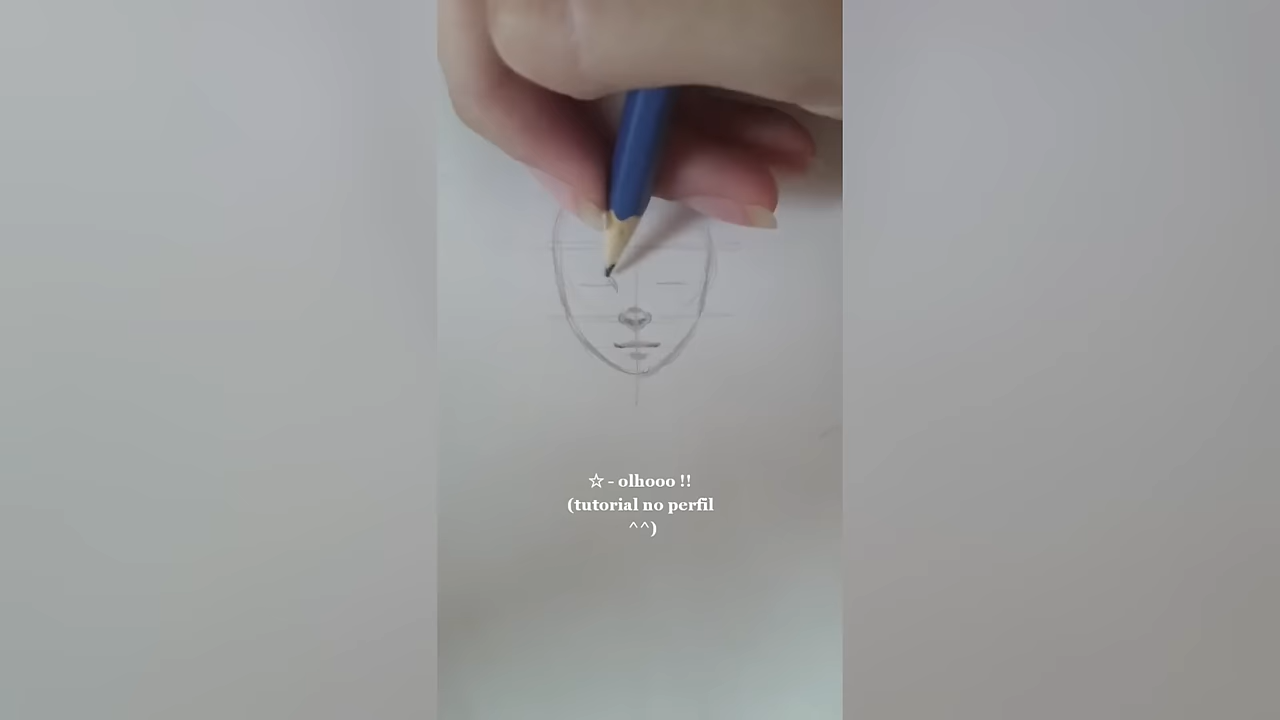 ☆ - olhooo !!
(tutorial no perfil
^^)